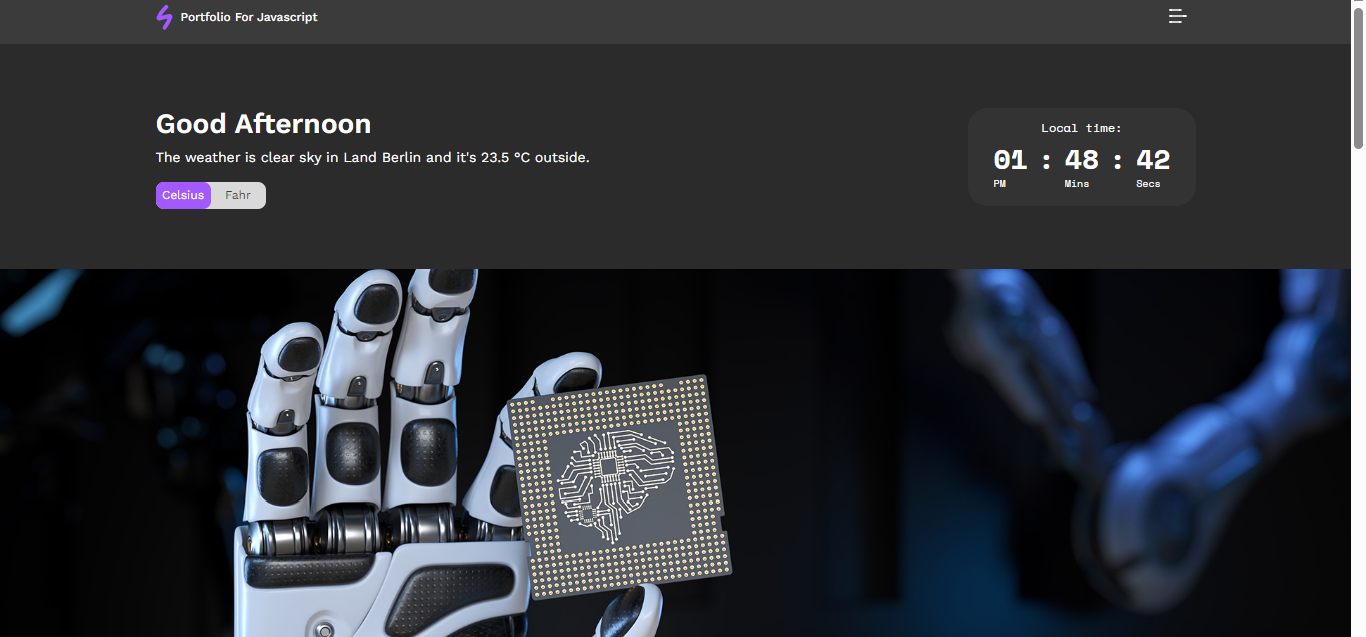 Portfolio For Javascript
Good Afternoon
The weather is clear sky in Land Berlin and it's 23.5 °C outside.
Celsius Fahr
Local time:
01 : 48 : 42
PM Mins Secs